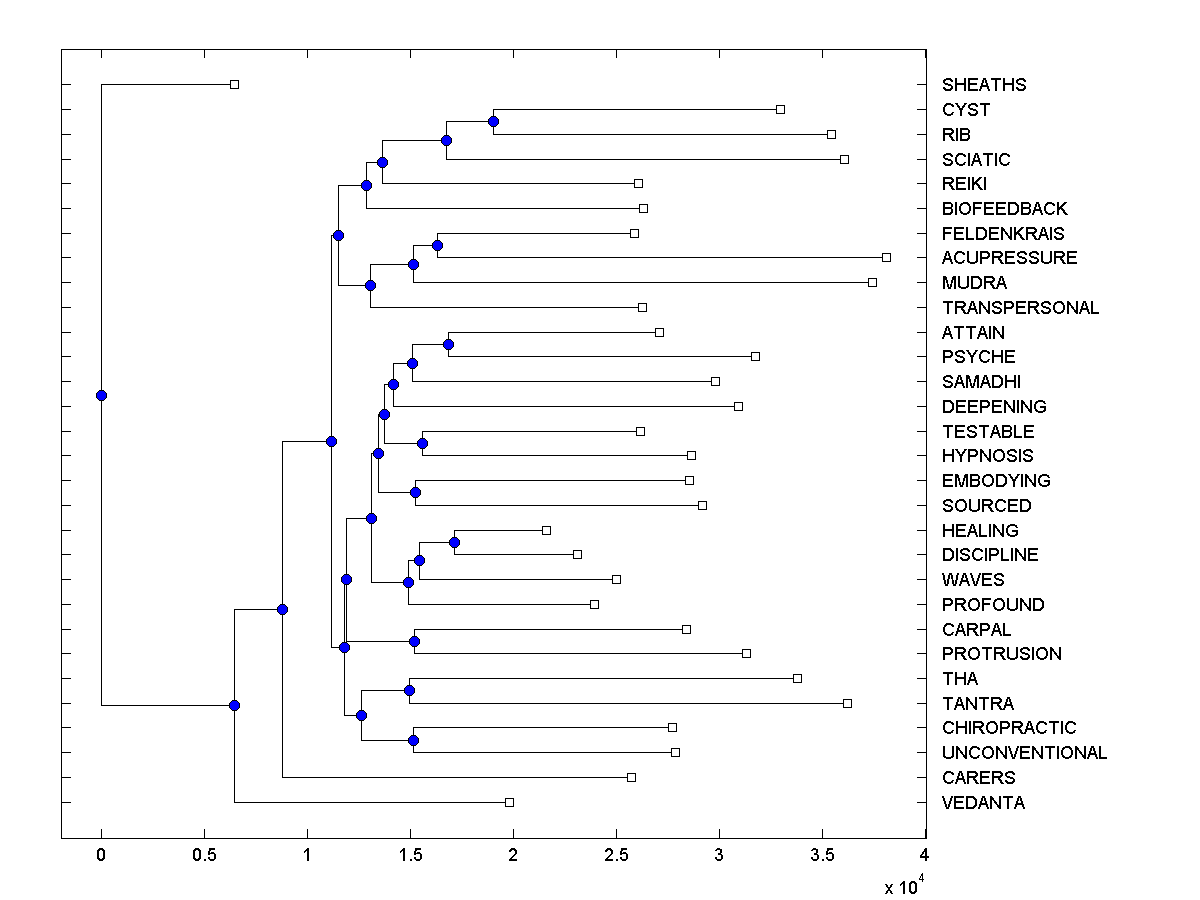 SHEATHS
CYST
RIB
SCIATIC
REIKI
BIOFEEDBACK
FELDENKRAIS
ACUPRESSURE
MUDRA
TRANSPERSONAL
ATTAIN
PSYCHE
SAMADHI
DEEPENING
TESTABLE
HYPNOSIS
EMBODYING
SOURCED
HEALING
DISCIPLINE
WAVES
PROFOUND
CARPAL
PROTRUSION
THA
TANTRA
CHIROPRACTIC
UNCONVENTIONAL
CARERS
VEDANTA
0 0.5 1 1.5 2 2.5 3 3.5 4
x 10^4